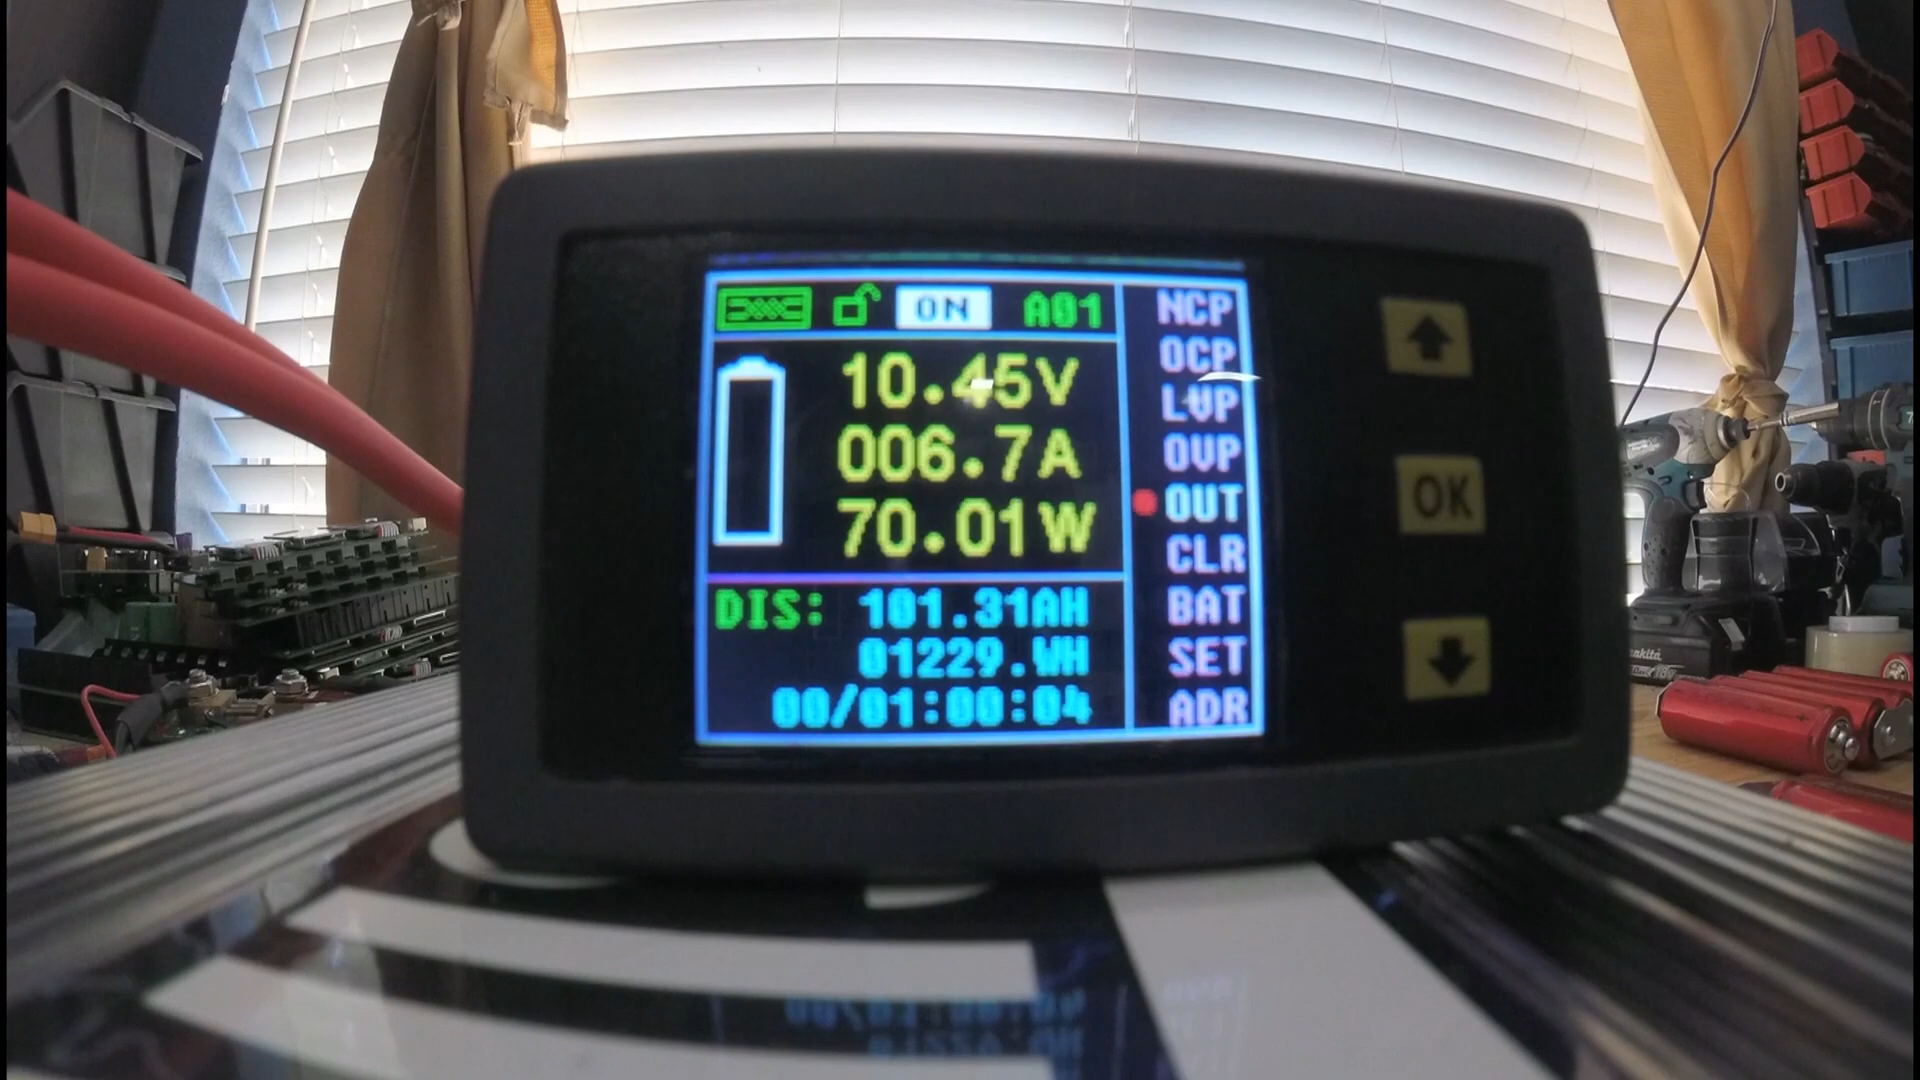 ON A01
10.45V
006.7A
70.01W
DIS: 101.31AH
01229.WH
00/01:00:04
NCP
OCP
LVP
OVP
OUT
CLR
BAT
SET
ADR
OK
makita